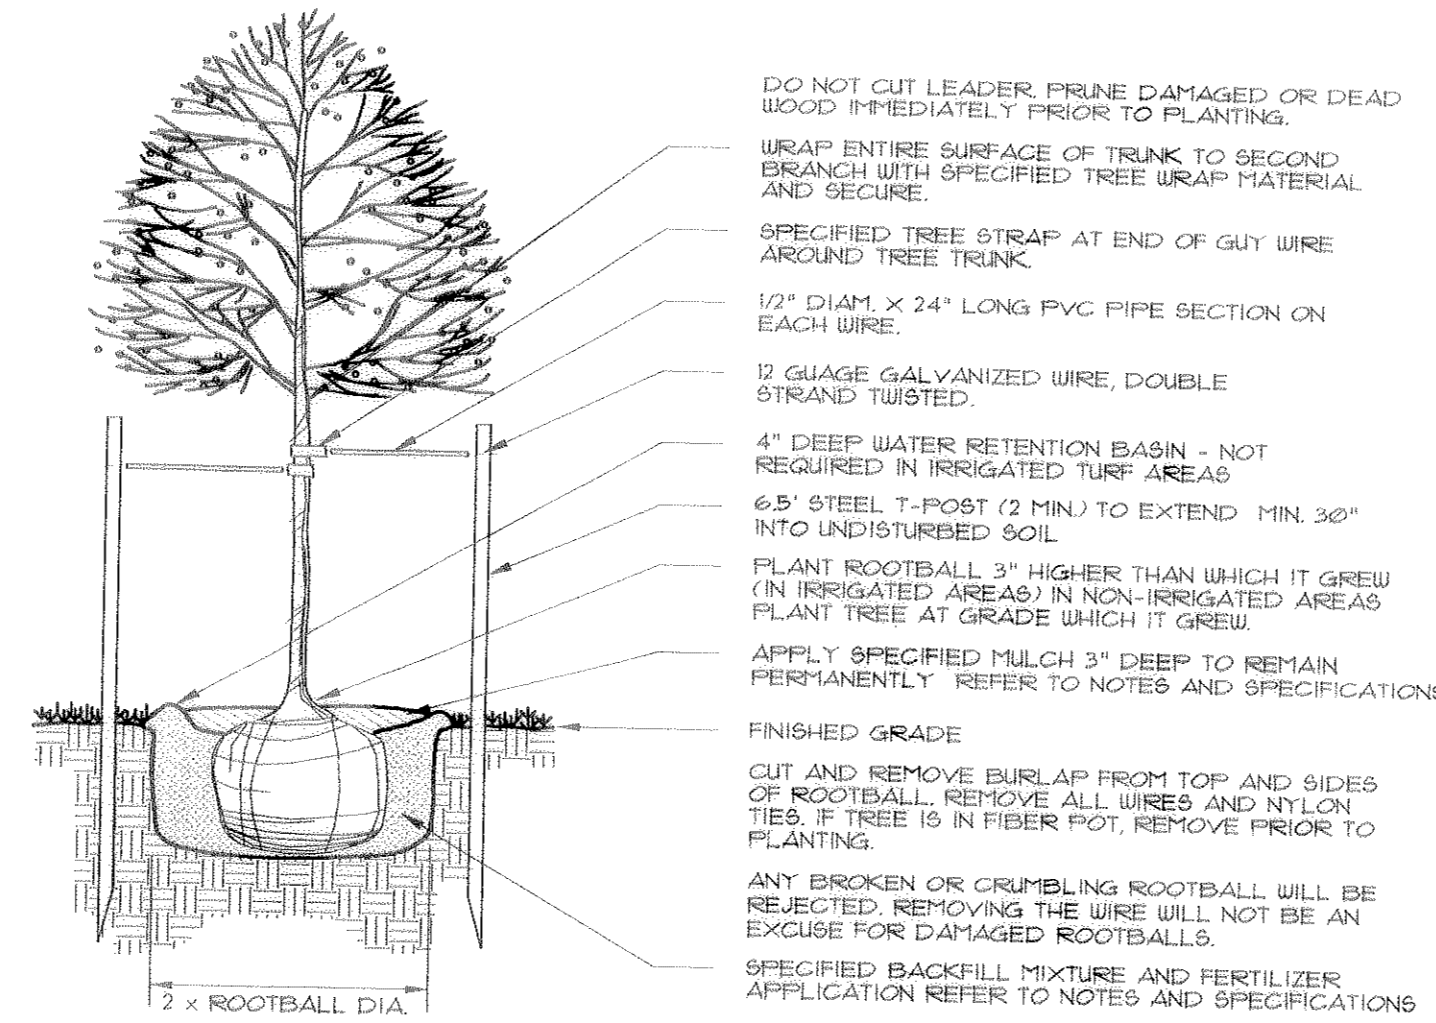 DO NOT CUT LEADER. PRUNE DAMAGED OR DEAD
WOOD IMMEDIATELY PRIOR TO PLANTING.
WRAP ENTIRE SURFACE OF TRUNK TO SECOND
BRANCH WITH SPECIFIED TREE WRAP MATERIAL
AND SECURE.
SPECIFIED TREE STRAP AT END OF GUY WIRE
AROUND TREE TRUNK.
1/2" DIAM. X 24" LONG PVC PIPE SECTION ON
EACH WIRE.
12 GUAGE GALVANIZED WIRE, DOUBLE
STRAND TWISTED.
4" DEEP WATER RETENTION BASIN - NOT
REQUIRED IN IRRIGATED TURF AREAS
6.5' STEEL T-POST (2 MIN.) TO EXTEND MIN. 30"
INTO UNDISTURBED SOIL
PLANT ROOTBALL 3" HIGHER THAN WHICH IT GREW
(IN IRRIGATED AREAS) IN NON-IRRIGATED AREAS
PLANT TREE AT GRADE WHICH IT GREW.
APPLY SPECIFIED MULCH 3" DEEP TO REMAIN
PERMANENTLY REFER TO NOTES AND SPECIFICATIONS
FINISHED GRADE
CUT AND REMOVE BURLAP FROM TOP AND SIDES
OF ROOTBALL. REMOVE ALL WIRES AND NYLON
TIES. IF TREE IS IN FIBER POT, REMOVE PRIOR TO
PLANTING.
ANY BROKEN OR CRUMBLING ROOTBALL WILL BE
REJECTED. REMOVING THE WIRE WILL NOT BE AN
EXCUSE FOR DAMAGED ROOTBALLS.
SPECIFIED BACKFILL MIXTURE AND FERTILIZER
APPLICATION REFER TO NOTES AND SPECIFICATIONS
2 x ROOTBALL DIA.